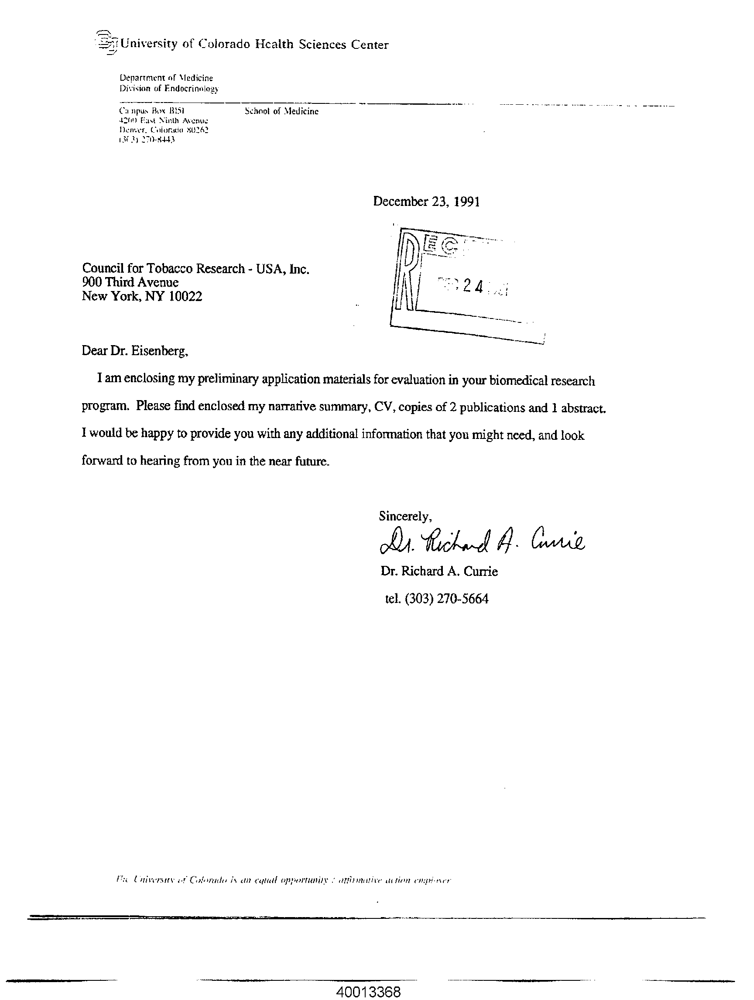 University of Colorado Health Sciences Center
Department of Medicine
Division of Endocrinology
Campus Box B151
4200 East Ninth Avenue
Denver, Colorado 80262
(303) 270-8443
School of Medicine
December 23, 1991
REC
DEC 24
Council for Tobacco Research - USA, Inc.
900 Third Avenue
New York, NY 10022
Dear Dr. Eisenberg,
I am enclosing my preliminary application materials for evaluation in your biomedical research
program. Please find enclosed my narrative summary, CV, copies of 2 publications and 1 abstract.
I would be happy to provide you with any additional information that you might need, and look
forward to hearing from you in the near future.
Sincerely,
Dr. Richard A. Currie
Dr. Richard A. Currie
tel. (303) 270-5664
The University of Colorado is an equal opportunity / affirmative action employer
40013368